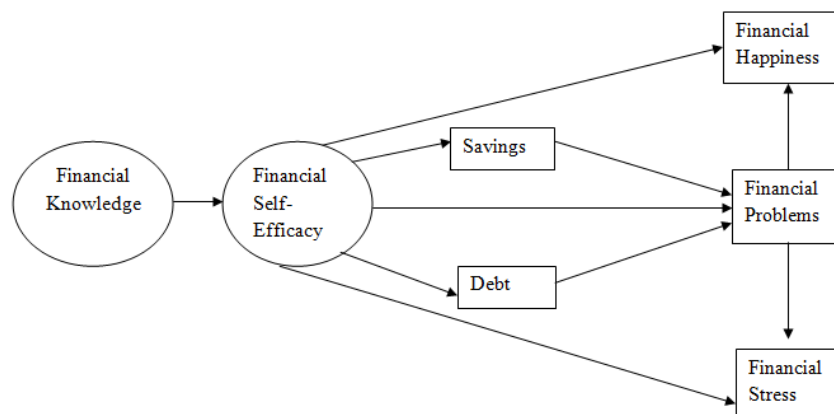 Financial
Knowledge
Financial
Self-
Efficacy
Savings
Debt
Financial
Happiness
Financial
Problems
Financial
Stress